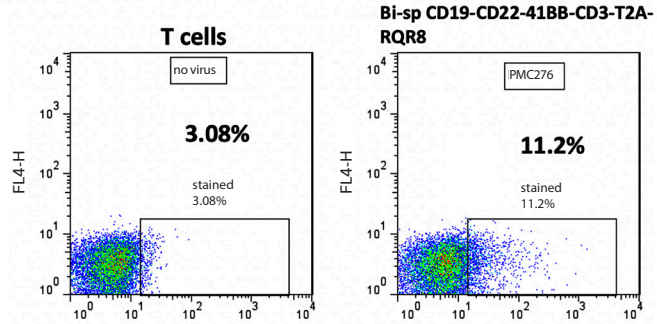 T cells
10^4
no virus
10^3
3.08%
10^2
stained
3.08%
10^1
10^0
FL4-H
10^0 10^1 10^2 10^3 10^4
Bi-sp CD19-CD22-41BB-CD3-T2A-
RQR8
10^4
PMC276
10^3
11.2%
10^2
stained
11.2%
10^1
10^0
FL4-H
10^0 10^1 10^2 10^3 10^4